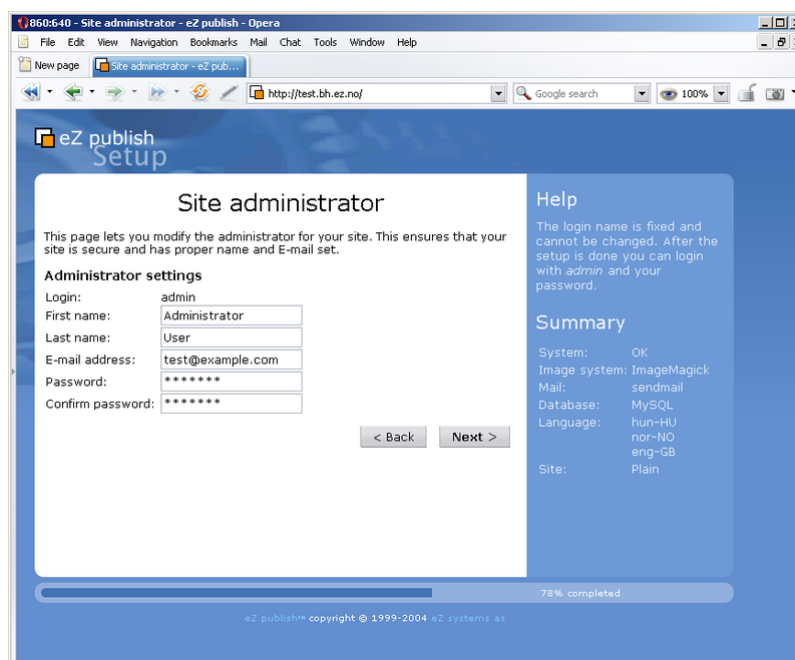 860:640 - Site administrator - eZ publish - Opera
File Edit View Navigation Bookmarks Mail Chat Tools Window Help
New page Site administrator - eZ pub...
http://test.bh.ez.no/ Google search 100%
eZ publish
Setup
Site administrator
This page lets you modify the administrator for your site. This ensures that your
site is secure and has proper name and E-mail set.
Administrator settings
Login: admin
First name: Administrator
Last name: User
E-mail address: test@example.com
Password: *******
Confirm password: *******
< Back Next >
Help
The login name is fixed and
cannot be changed. After the
setup is done you can login
with admin and your
password.
Summary
System: OK
Image system: ImageMagick
Mail: sendmail
Database: MySQL
Language: hun-HU
nor-NO
eng-GB
Site: Plain
78% completed
eZ publish™ copyright © 1999-2004 eZ systems as